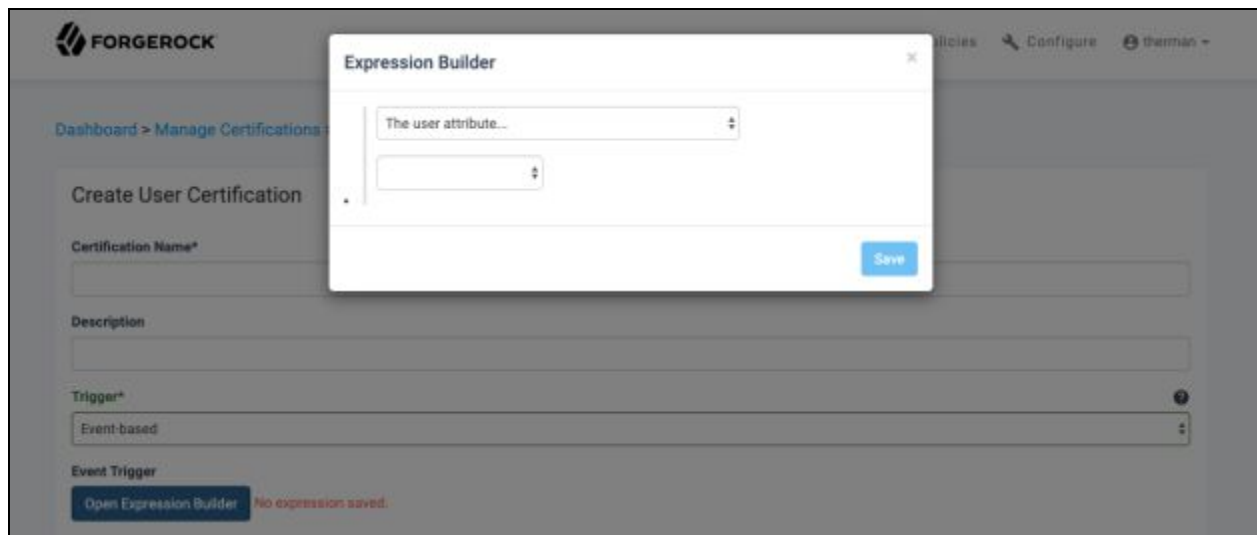 FORGEROCK
Configure
therman
Expression Builder
×
The user attribute...
Save
Dashboard > Manage Certifications
Create User Certification
Certification Name*
Description
Trigger*
Event-based
Event Trigger
Open Expression Builder No expression saved.